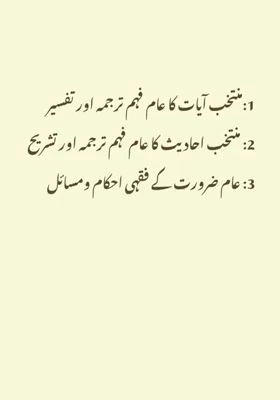 1: منتخب آیات کا عام فہم ترجمہ اور تفسیر
2: منتخب احادیث کا عام فہم ترجمہ اور تشریح
3: عام ضرورت کے فقہی احکام ومسائل